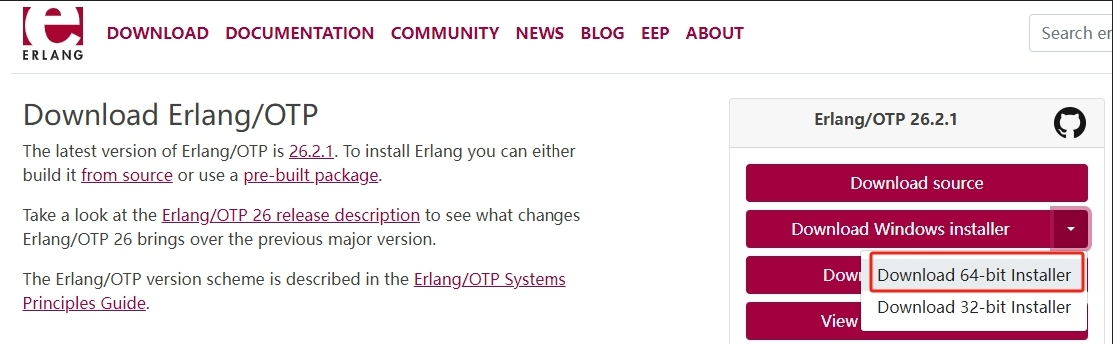 e
ERLANG
DOWNLOAD DOCUMENTATION COMMUNITY NEWS BLOG EEP ABOUT
Search er
Download Erlang/OTP
The latest version of Erlang/OTP is 26.2.1. To install Erlang you can either
build it from source or use a pre-built package.
Take a look at the Erlang/OTP 26 release description to see what changes
Erlang/OTP 26 brings over the previous major version.
The Erlang/OTP version scheme is described in the Erlang/OTP Systems
Principles Guide.
Erlang/OTP 26.2.1
Download source
Download Windows installer
Dow
Download 64-bit Installer
Download 32-bit Installer
View